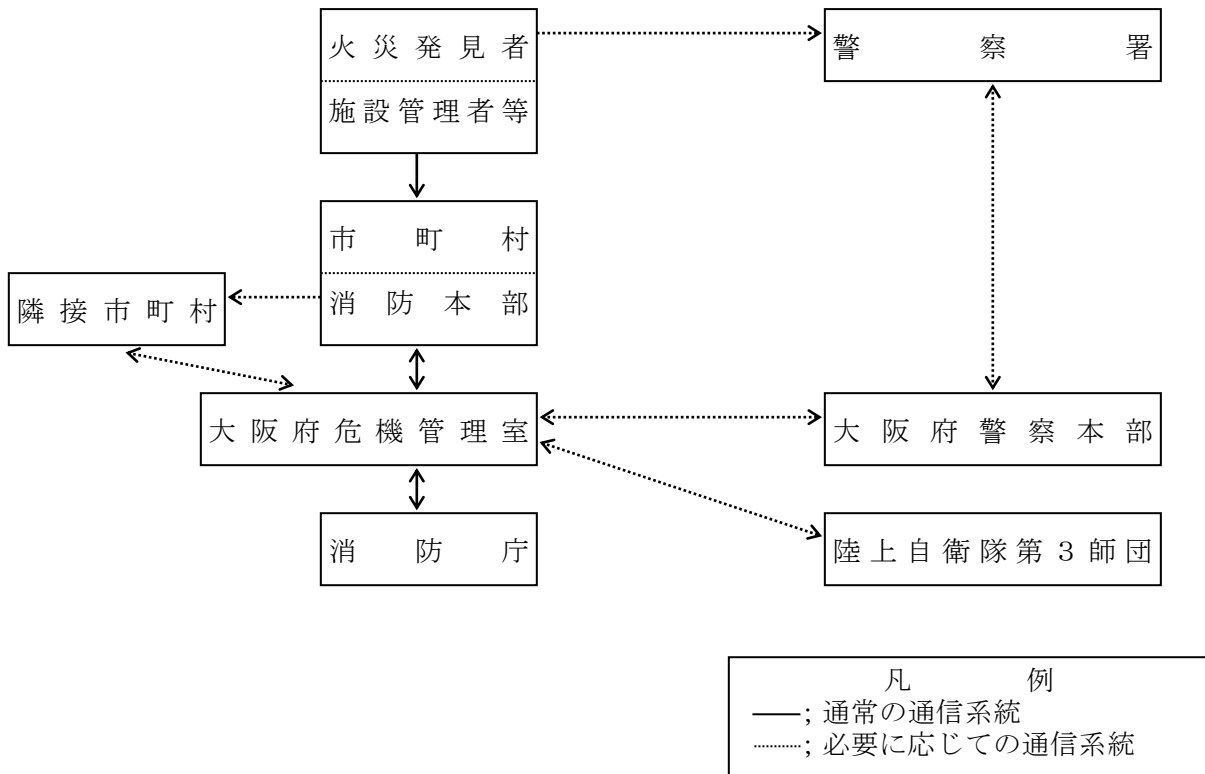 火災発見者
警察署
施設管理者等
市町村
消防本部
隣接市町村
大阪府危機管理室
大阪府警察本部
消防庁
陸上自衛隊第３師団
凡例
――; 通常の通信系統
………; 必要に応じての通信系統